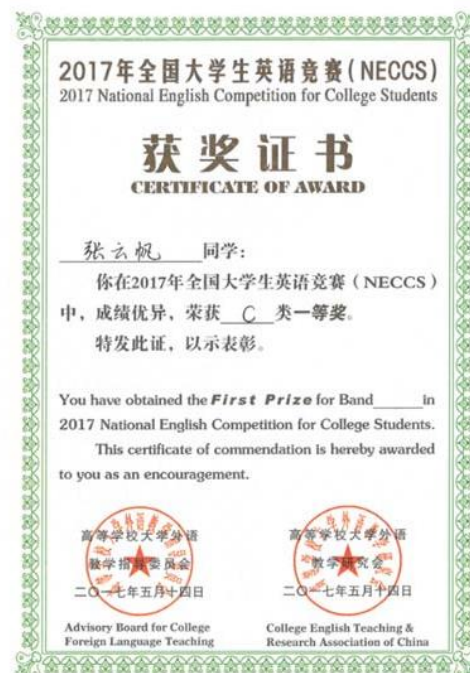 2017年全国大学生英语竞赛(NECCS)
2017 National English Competition for College Students
获奖证书
CERTIFICATE OF AWARD
张云帆 同学:
你在2017年全国大学生英语竞赛(NECCS)
中,成绩优异,荣获 C 类一等奖。
特发此证,以示表彰。
You have obtained the First Prize for Band______in
2017 National English Competition for College Students.
This certificate of commendation is hereby awarded
to you as an encouragement.
高等学校大学外语
教学指导委员会
二〇一七年五月十四日
Advisory Board for College
Foreign Language Teaching
高等学校大学外语
教学研究会
二〇一七年五月十四日
College English Teaching &
Research Association of China